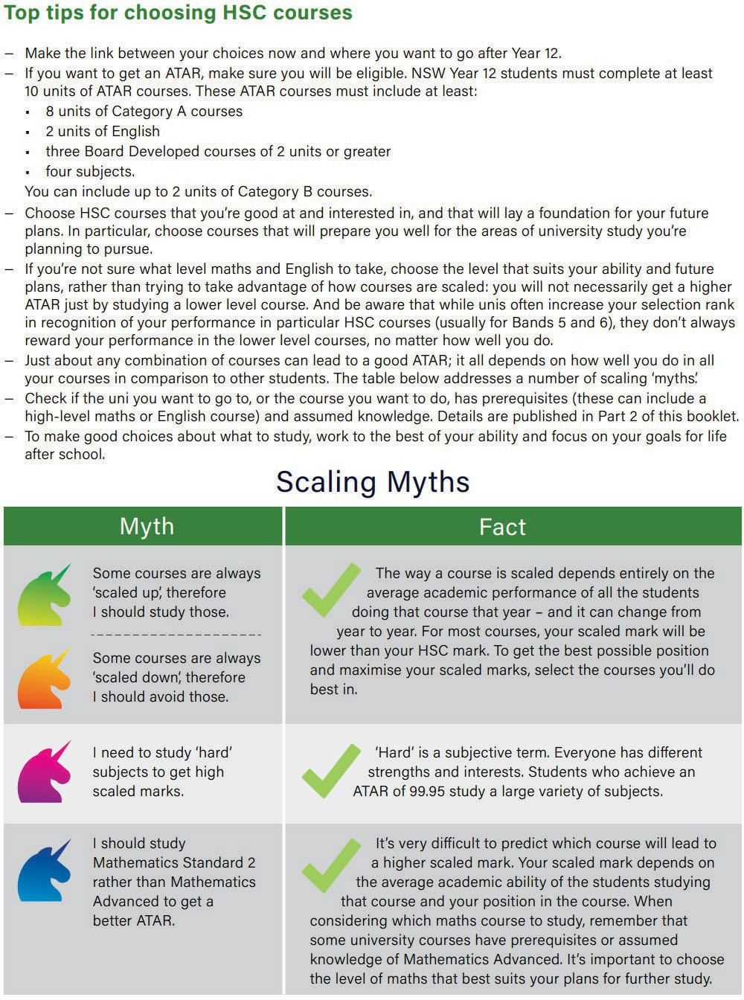 Top tips for choosing HSC courses
– Make the link between your choices now and where you want to go after Year 12.
– If you want to get an ATAR, make sure you will be eligible. NSW Year 12 students must complete at least
10 units of ATAR courses. These ATAR courses must include at least:
• 8 units of Category A courses
• 2 units of English
• three Board Developed courses of 2 units or greater
• four subjects.
You can include up to 2 units of Category B courses.
– Choose HSC courses that you're good at and interested in, and that will lay a foundation for your future
plans. In particular, choose courses that will prepare you well for the areas of university study you're
planning to pursue.
– If you're not sure what level maths and English to take, choose the level that suits your ability and future
plans, rather than trying to take advantage of how courses are scaled: you will not necessarily get a higher
ATAR just by studying a lower level course. And be aware that while unis often increase your selection rank
in recognition of your performance in particular HSC courses (usually for Bands 5 and 6), they don't always
reward your performance in the lower level courses, no matter how well you do.
– Just about any combination of courses can lead to a good ATAR; it all depends on how well you do in all
your courses in comparison to other students. The table below addresses a number of scaling 'myths'.
– Check if the uni you want to go to, or the course you want to do, has prerequisites (these can include a
high-level maths or English course) and assumed knowledge. Details are published in Part 2 of this booklet.
– To make good choices about what to study, work to the best of your ability and focus on your goals for life
after school.
Scaling Myths
Myth
Fact
Some courses are always
'scaled up', therefore
I should study those.
Some courses are always
'scaled down', therefore
I should avoid those.
The way a course is scaled depends entirely on the
average academic performance of all the students
doing that course that year – and it can change from
year to year. For most courses, your scaled mark will be
lower than your HSC mark. To get the best possible position
and maximise your scaled marks, select the courses you'll do
best in.
I need to study 'hard'
subjects to get high
scaled marks.
'Hard' is a subjective term. Everyone has different
strengths and interests. Students who achieve an
ATAR of 99.95 study a large variety of subjects.
I should study
Mathematics Standard 2
rather than Mathematics
Advanced to get a
better ATAR.
It's very difficult to predict which course will lead to
a higher scaled mark. Your scaled mark depends on
the average academic ability of the students studying
that course and your position in the course. When
considering which maths course to study, remember that
some university courses have prerequisites or assumed
knowledge of Mathematics Advanced. It's important to choose
the level of maths that best suits your plans for further study.